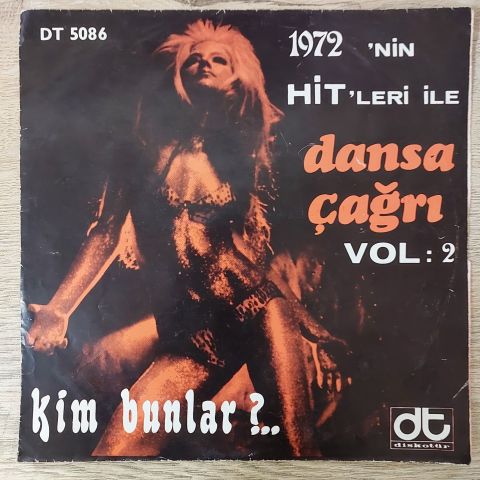 DT 5086
1972 'NİN
HİT'LERİ İLE
dansa
çağrı
VOL: 2
kim bunlar?..
dt
diskotür